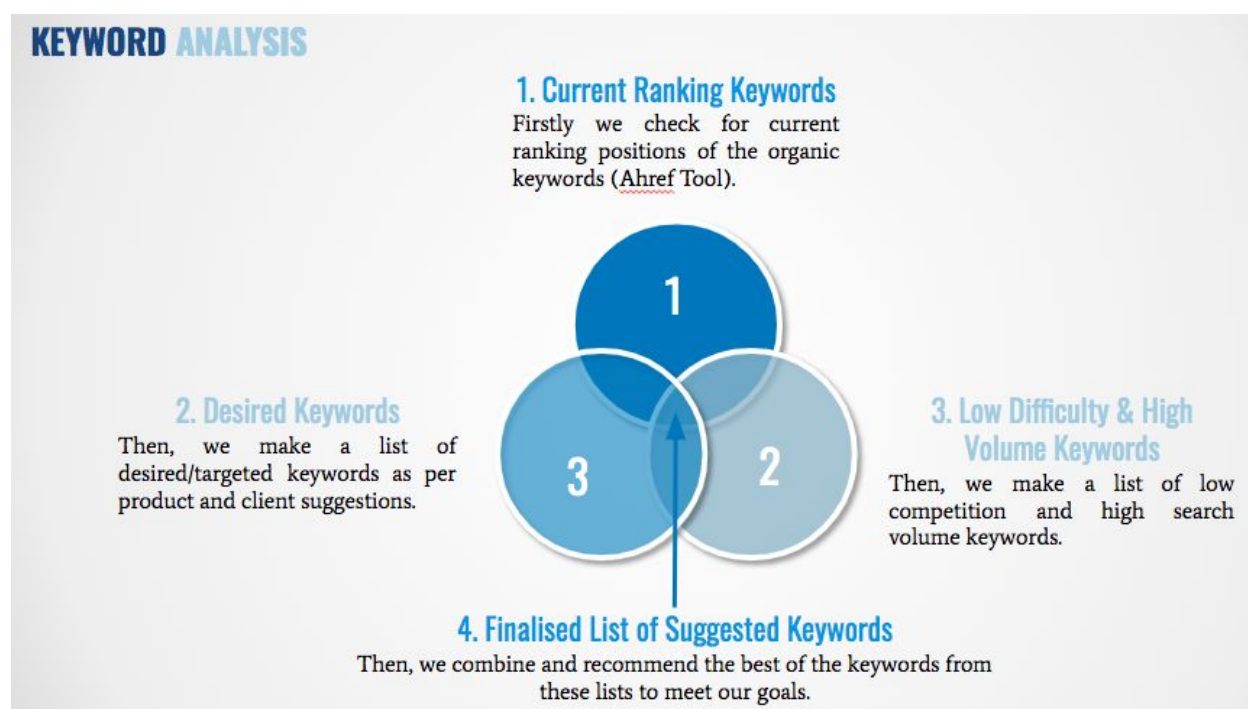 KEYWORD ANALYSIS
1. Current Ranking Keywords
Firstly we check for current
ranking positions of the organic
keywords (Ahref Tool).
1
2. Desired Keywords
Then, we make a list of
desired/targeted keywords as per
product and client suggestions.
3
2
3. Low Difficulty & High
Volume Keywords
Then, we make a list of low
competition and high search
volume keywords.
4. Finalised List of Suggested Keywords
Then, we combine and recommend the best of the keywords from
these lists to meet our goals.